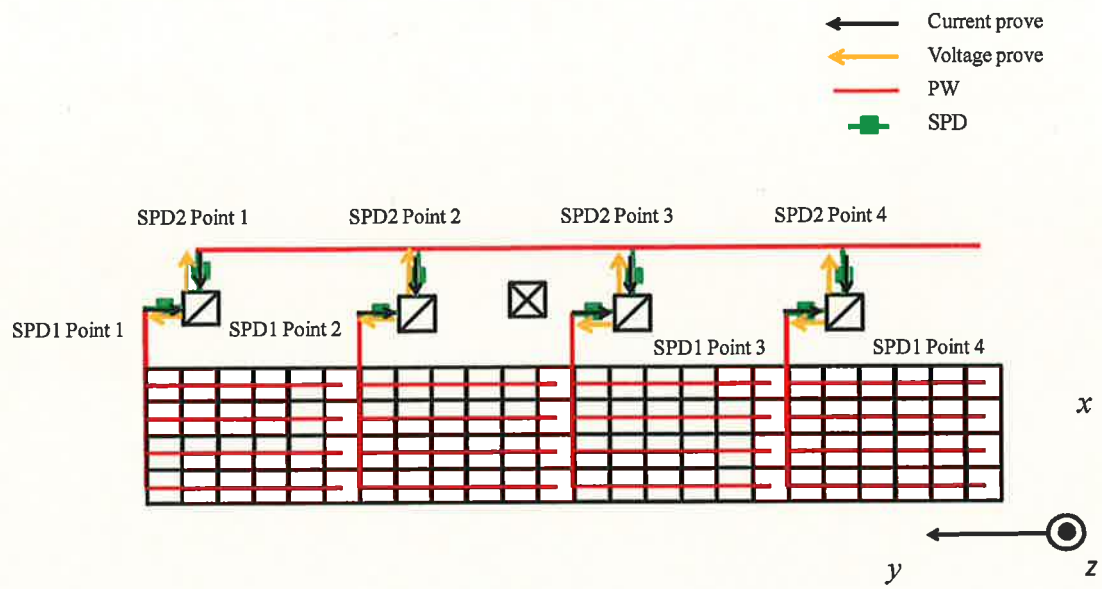 Current prove
Voltage prove
PW
SPD
SPD2 Point 1
SPD2 Point 2
SPD2 Point 3
SPD2 Point 4
SPD1 Point 1
SPD1 Point 2
SPD1 Point 3
SPD1 Point 4
x
y
z